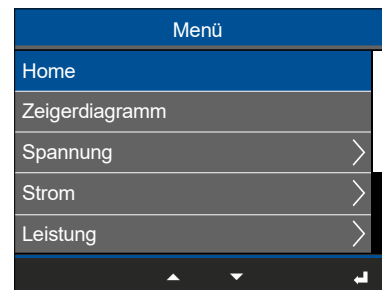 Menü
Home
Zeigerdiagramm
Spannung
Strom
Leistung